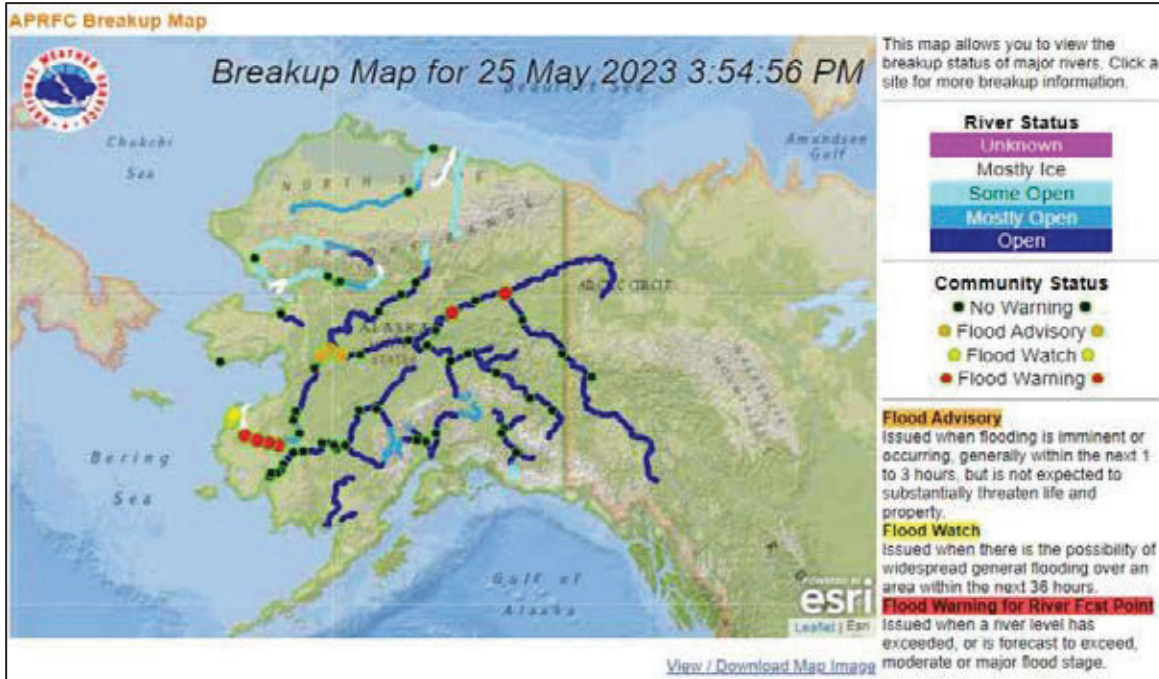 APRFC Breakup Map
NATIONAL WEATHER SERVICE
Breakup Map for 25 May 2023 3:54:56 PM
Beaufort Sea
Chukchi
Sea
Amundsen
Gulf
NORTH
RANGE
ARCTIC CIRCLE
ALASKA
STATES
Bering
Sea
Gulf of
Alaska
POWERED BY
esri
Leaflet | Esri
View / Download Map Image
This map allows you to view the
breakup status of major rivers. Click a
site for more breakup information.
River Status
Unknown
Mostly Ice
Some Open
Mostly Open
Open
Community Status
No Warning
Flood Advisory
Flood Watch
Flood Warning
Flood Advisory
Issued when flooding is imminent or
occurring, generally within the next 1
to 3 hours, but is not expected to
substantially threaten life and
property.
Flood Watch
Issued when there is the possibility of
widespread general flooding over an
area within the next 36 hours.
Flood Warning for River Fcst Point
Issued when a river level has
exceeded, or is forecast to exceed,
moderate or major flood stage.